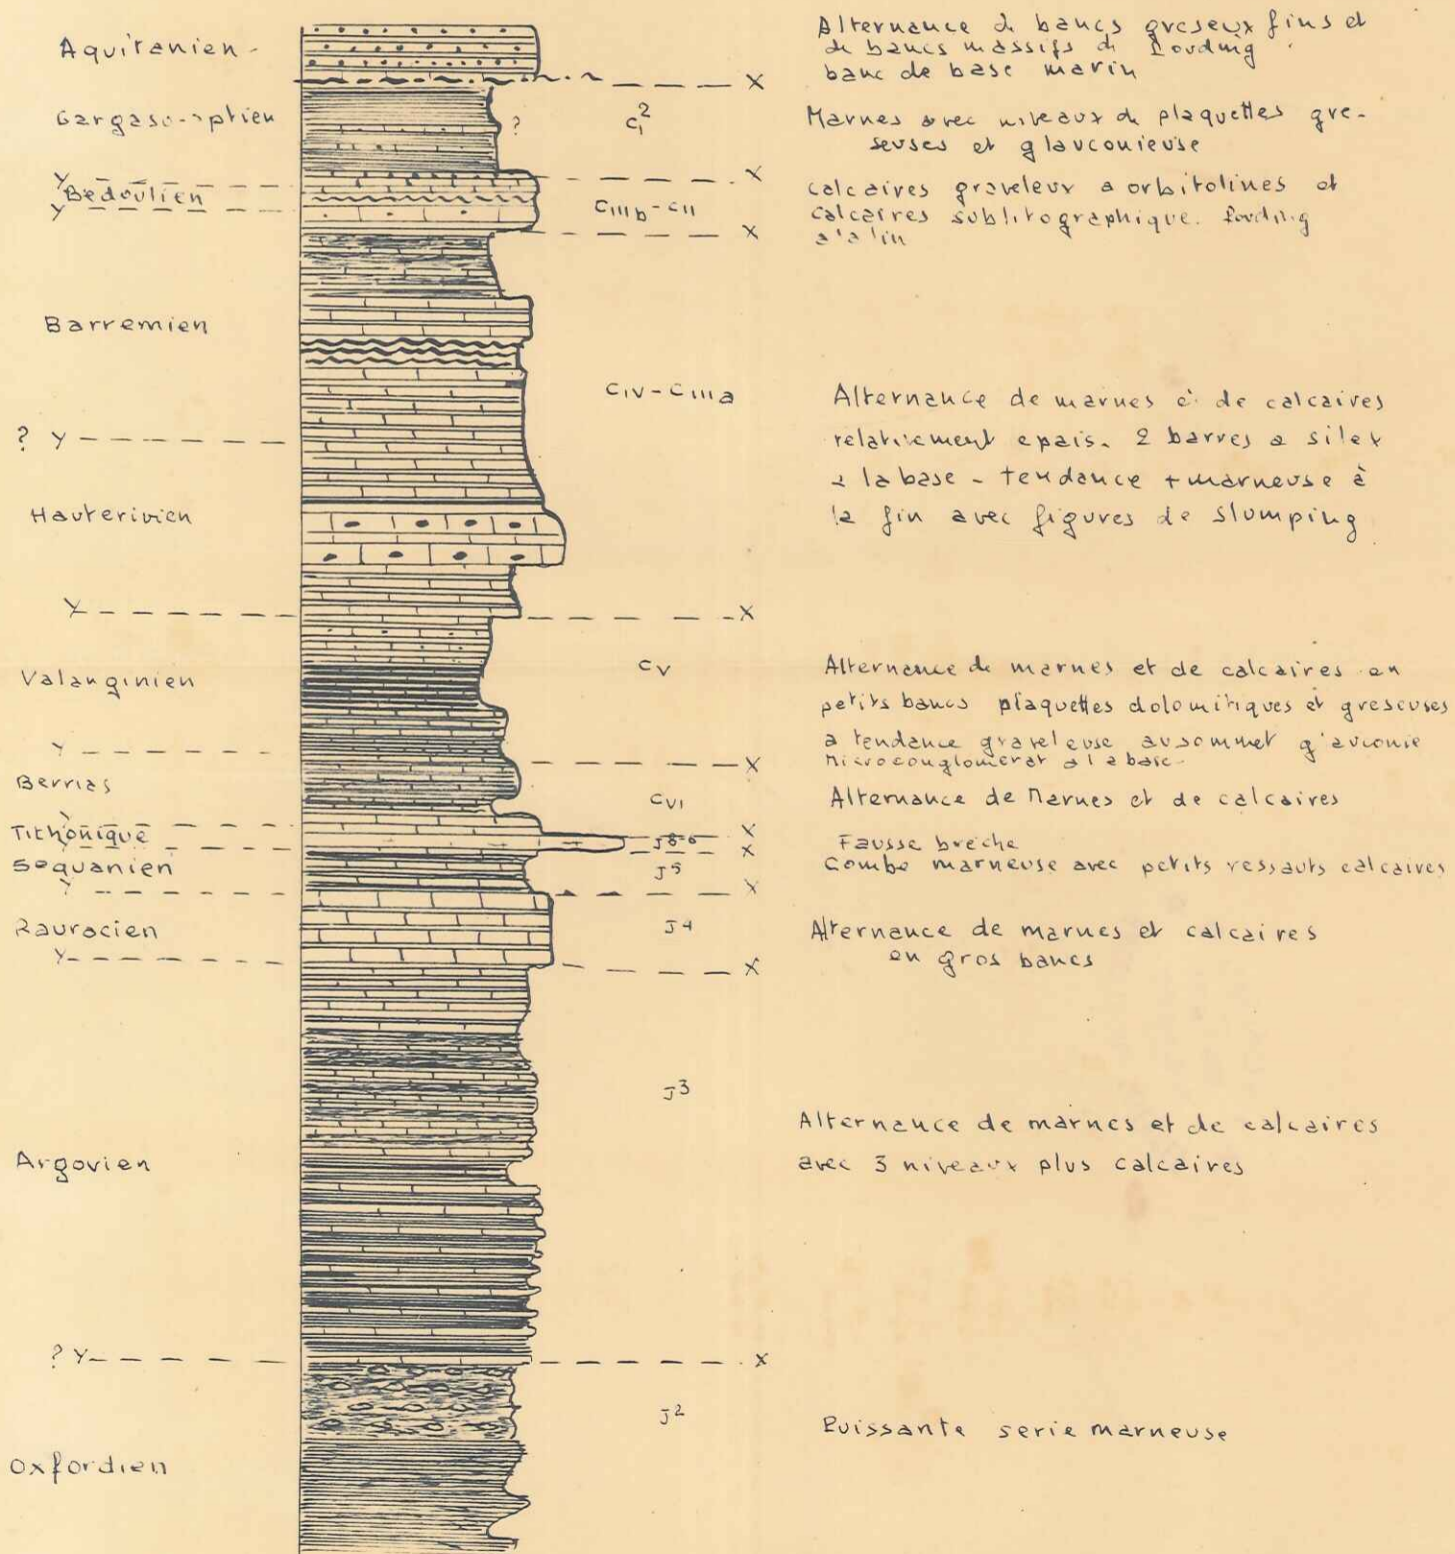 Aquitanien -
Alternance de bancs greseux fins et
de bancs massifs de Pouding
banc de base marin
X
Gargaso-aptien
?
C₁²
Marnes avec niveaux de plaquettes gre-
seuses et glauconieuse
X
Y
Bédoulien
Y
CIIIb-CII
calcaires graveleux a orbitolines et
calcaires sublitographique. Pouding
X
Barremien
CIV-CIIIa
Alternance de marnes de calcaires
relativement epais. 2 barres a silex
a la base - tendance + marneuse à
la fin avec figures de slumping
? Y
Hauterivien
Y
X
Valanginien
CV
Alternance de marnes et de calcaires en
petits bancs plaquettes dolomitiques et greseuses
a tendance graveleuse au sommet
Microconglomerat a la base
Y
X
Berrias
CVI
Alternance de Marnes et de calcaires
Y
X
Tithonique
J8-6
Fausse breche
Y
X
Sequanien
J5
Combe marneuse avec petits ressauts calcaires
Y
X
Rauracien
J4
Alternance de marnes et calcaires
en gros bancs
Y
X
Argovien
J3
Alternance de marnes et de calcaires
avec 3 niveaux plus calcaires
? Y
X
Oxfordien
J2
Puissante serie marneuse